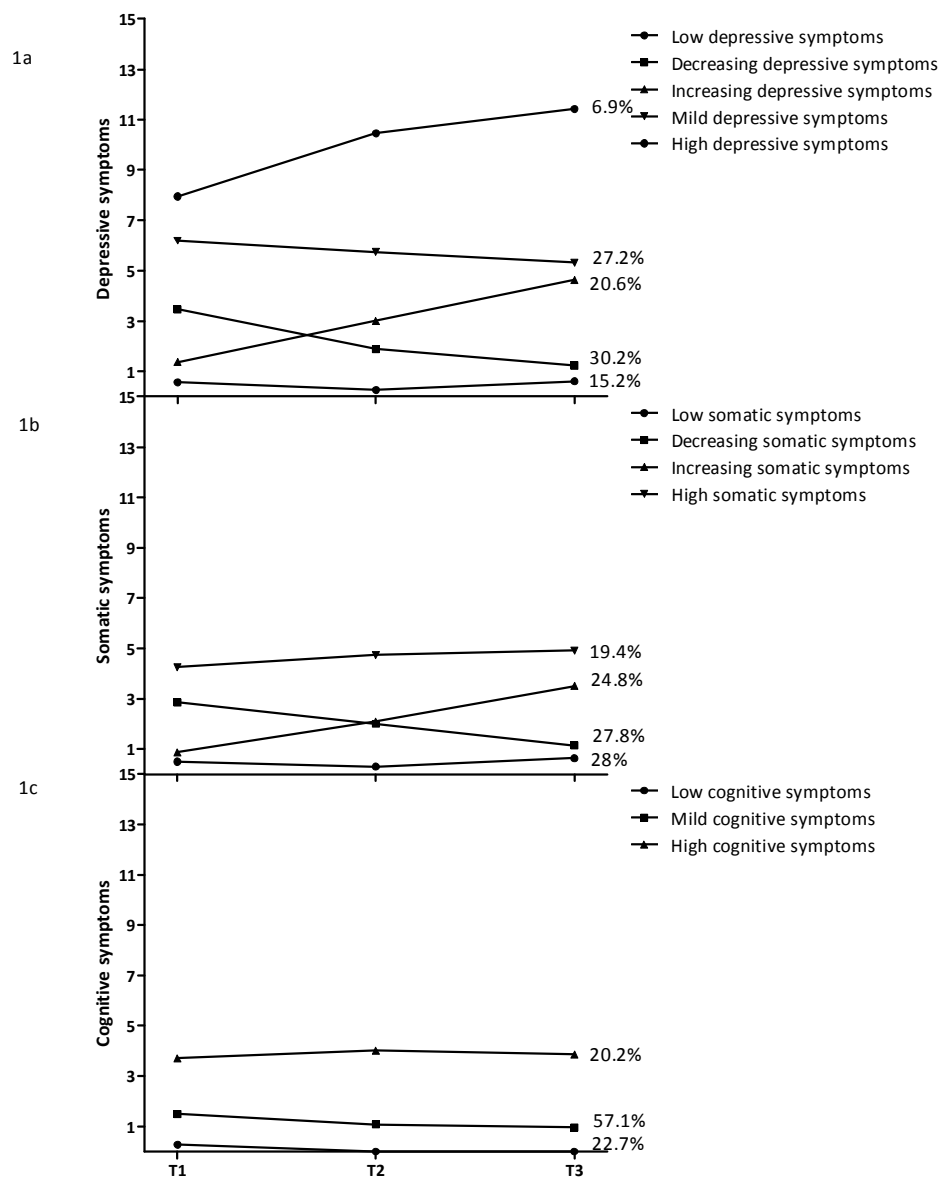 1a
Depressive symptoms
15
13
11
9
7
5
3
1
6.9%
27.2%
20.6%
30.2%
15.2%
Low depressive symptoms
Decreasing depressive symptoms
Increasing depressive symptoms
Mild depressive symptoms
High depressive symptoms
1b
Somatic symptoms
15
13
11
9
7
5
3
1
19.4%
24.8%
27.8%
28%
Low somatic symptoms
Decreasing somatic symptoms
Increasing somatic symptoms
High somatic symptoms
1c
Cognitive symptoms
15
13
11
9
7
5
3
1
20.2%
57.1%
22.7%
Low cognitive symptoms
Mild cognitive symptoms
High cognitive symptoms
T1 T2 T3